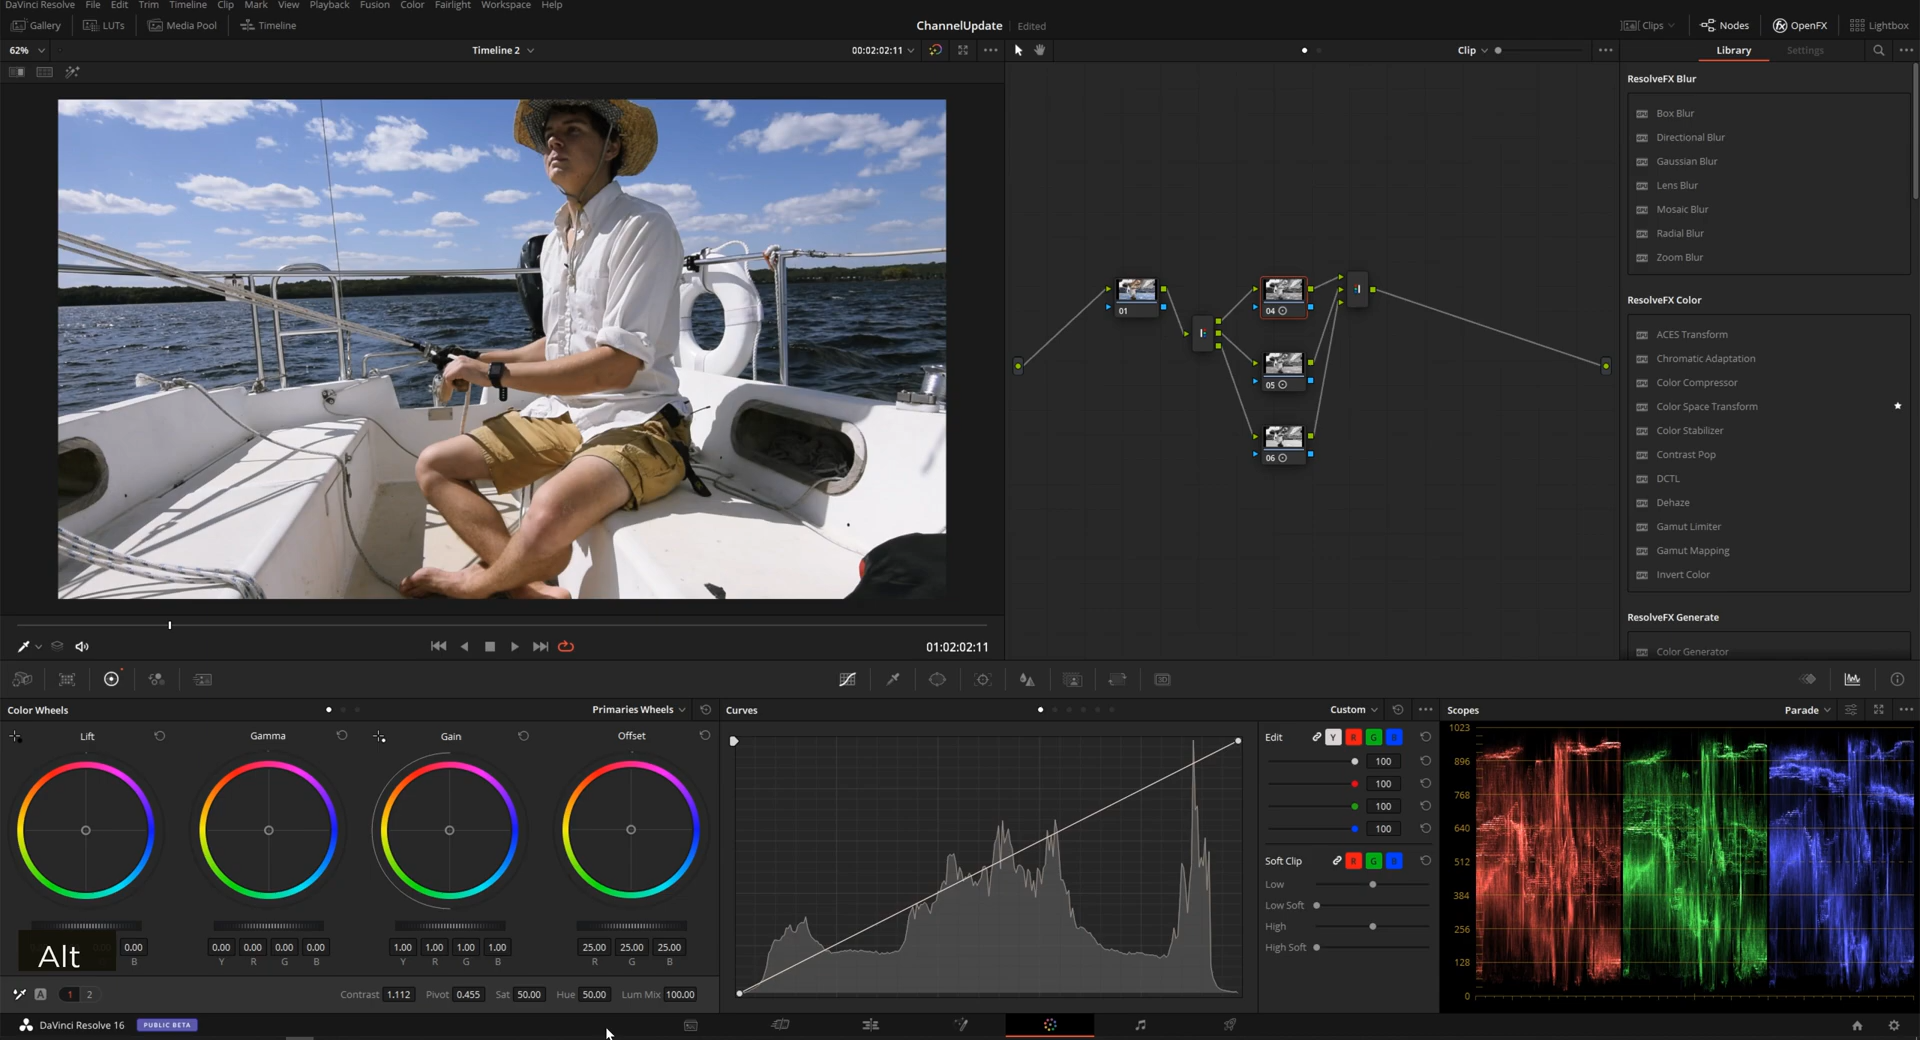 DaVinci Resolve File Edit Trim Timeline Clip Mark View Playback Fusion Color Fairlight Workspace Help
Gallery LUTs Media Pool Timeline ChannelUpdate Edited Clips Nodes OpenFX Lightbox
62% Timeline 2 00:02:02:11 Clip Library Settings
ResolveFX Blur
Box Blur
Directional Blur
Gaussian Blur
Lens Blur
Mosaic Blur
Radial Blur
Zoom Blur
ResolveFX Color
ACES Transform
Chromatic Adaptation
Color Compressor
Color Space Transform
Color Stabilizer
Contrast Pop
DCTL
Dehaze
Gamut Limiter
Gamut Mapping
Invert Color
ResolveFX Generate
Color Generator
01
04
05
06
01:02:02:11
Color Wheels Primaries Wheels
Lift Gamma Gain Offset
0.00 0.00 0.00 0.00 0.00 1.00 1.00 1.00 1.00 25.00 25.00 25.00
B Y R G B Y R G B R G B
Alt
A 1 2 Contrast 1.112 Pivot 0.455 Sat 50.00 Hue 50.00 Lum Mix 100.00
Curves Custom
Edit Y R G B
100
100
100
100
Soft Clip R G B
Low
Low Soft
High
High Soft
Scopes Parade
1023
896
768
640
512
384
256
128
0
DaVinci Resolve 16 PUBLIC BETA